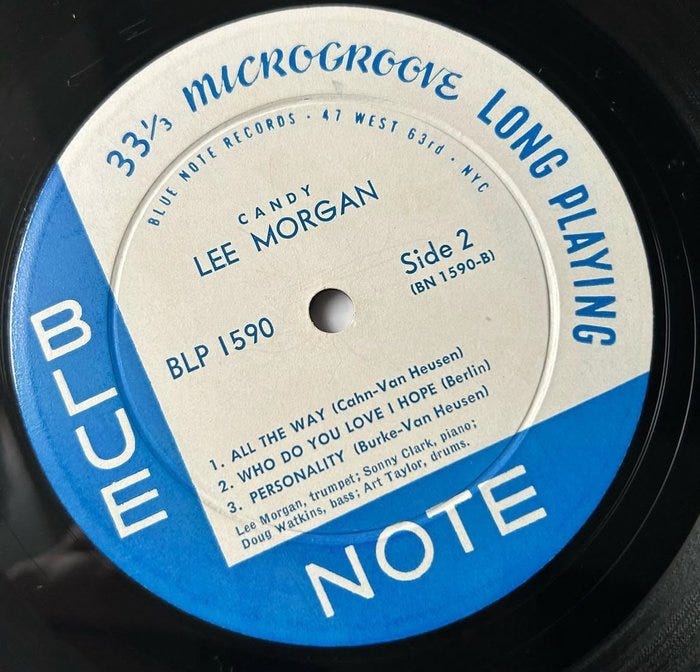 33⅓ MICROGROOVE LONG PLAYING
BLUE NOTE RECORDS · 47 WEST 63rd · NYC
CANDY
LEE MORGAN
Side 2
(BN 1590-B)
BLP 1590
1. ALL THE WAY (Cahn-Van Heusen)
2. WHO DO YOU LOVE I HOPE (Berlin)
3. PERSONALITY (Burke-Van Heusen)
Lee Morgan, trumpet; Sonny Clark, piano;
Doug Watkins, bass; Art Taylor, drums.
BLUE
NOTE